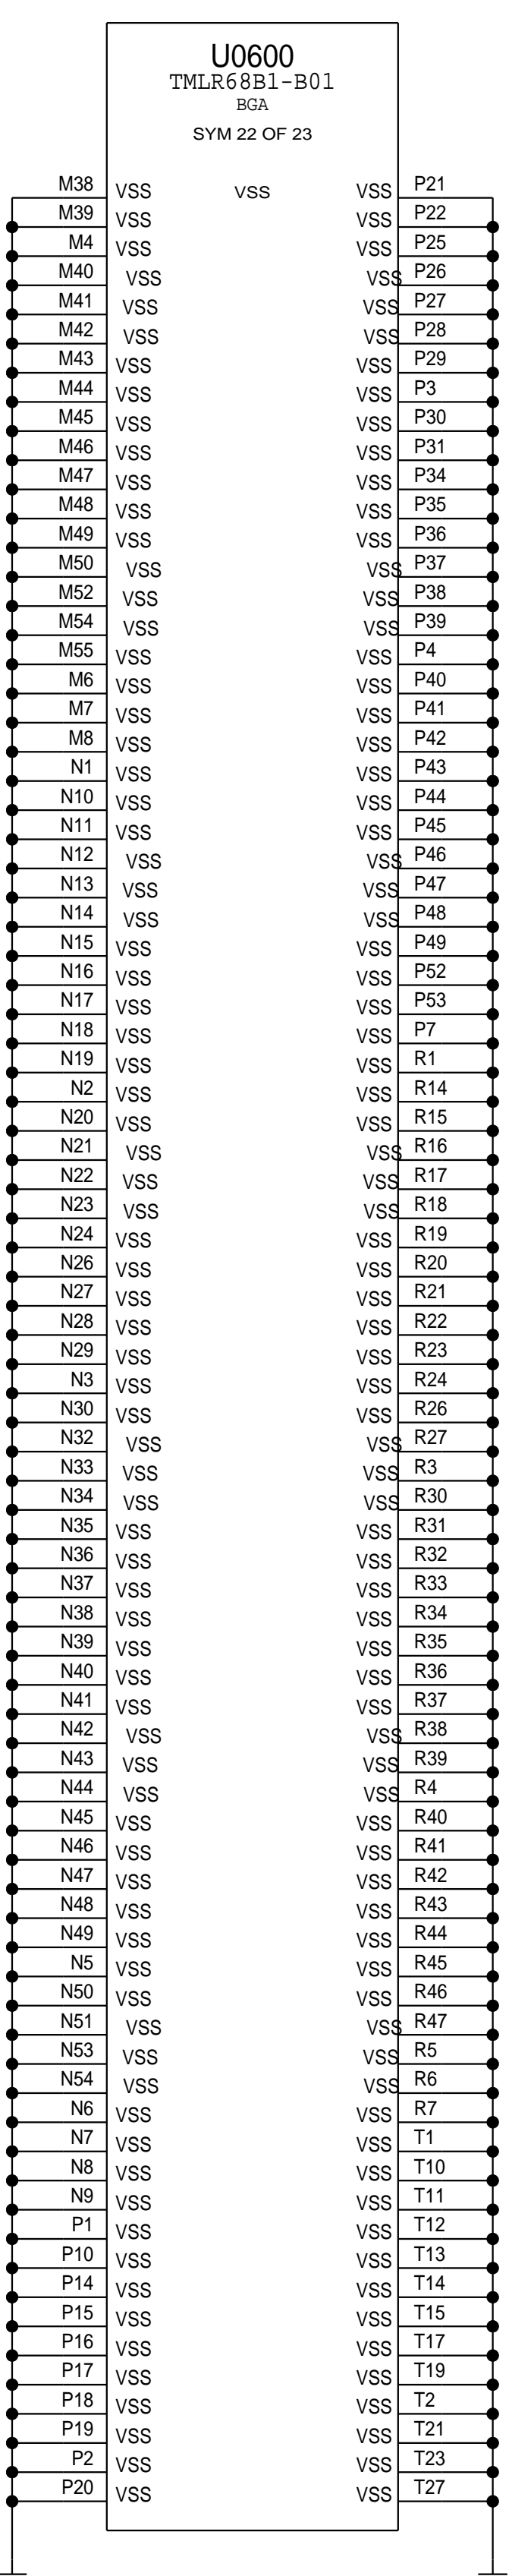 U0600
TMLR68B1-B01
BGA
SYM 22 OF 23
VSS
M38 VSS VSS P21
M39 VSS VSS P22
M4 VSS VSS P25
M40 VSS VSS P26
M41 VSS VSS P27
M42 VSS VSS P28
M43 VSS VSS P29
M44 VSS VSS P3
M45 VSS VSS P30
M46 VSS VSS P31
M47 VSS VSS P34
M48 VSS VSS P35
M49 VSS VSS P36
M50 VSS VSS P37
M52 VSS VSS P38
M54 VSS VSS P39
M55 VSS VSS P4
M6 VSS VSS P40
M7 VSS VSS P41
M8 VSS VSS P42
N1 VSS VSS P43
N10 VSS VSS P44
N11 VSS VSS P45
N12 VSS VSS P46
N13 VSS VSS P47
N14 VSS VSS P48
N15 VSS VSS P49
N16 VSS VSS P52
N17 VSS VSS P53
N18 VSS VSS P7
N19 VSS VSS R1
N2 VSS VSS R14
N20 VSS VSS R15
N21 VSS VSS R16
N22 VSS VSS R17
N23 VSS VSS R18
N24 VSS VSS R19
N26 VSS VSS R20
N27 VSS VSS R21
N28 VSS VSS R22
N29 VSS VSS R23
N3 VSS VSS R24
N30 VSS VSS R26
N32 VSS VSS R27
N33 VSS VSS R3
N34 VSS VSS R30
N35 VSS VSS R31
N36 VSS VSS R32
N37 VSS VSS R33
N38 VSS VSS R34
N39 VSS VSS R35
N40 VSS VSS R36
N41 VSS VSS R37
N42 VSS VSS R38
N43 VSS VSS R39
N44 VSS VSS R4
N45 VSS VSS R40
N46 VSS VSS R41
N47 VSS VSS R42
N48 VSS VSS R43
N49 VSS VSS R44
N5 VSS VSS R45
N50 VSS VSS R46
N51 VSS VSS R47
N53 VSS VSS R5
N54 VSS VSS R6
N6 VSS VSS R7
N7 VSS VSS T1
N8 VSS VSS T10
N9 VSS VSS T11
P1 VSS VSS T12
P10 VSS VSS T13
P14 VSS VSS T14
P15 VSS VSS T15
P16 VSS VSS T17
P17 VSS VSS T19
P18 VSS VSS T2
P19 VSS VSS T21
P2 VSS VSS T23
P20 VSS VSS T27